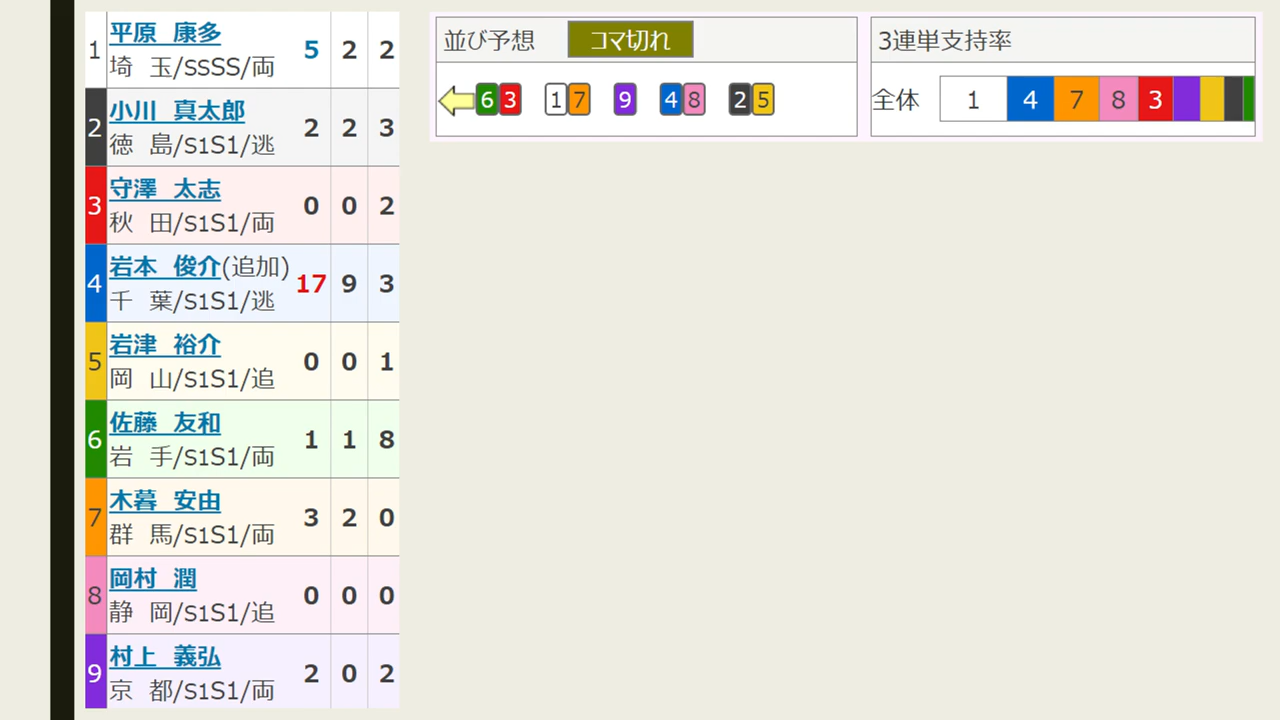 1 平原 康多 5 2 2
埼 玉/SSSS/両
2 小川 真太郎 2 2 3
徳 島/S1S1/逃
3 守澤 太志 0 0 2
秋 田/S1S1/両
4 岩本 俊介(追加) 17 9 3
千 葉/S1S1/逃
5 岩津 裕介 0 0 1
岡 山/S1S1/追
6 佐藤 友和 1 1 8
岩 手/S1S1/両
7 木暮 安由 3 2 0
群 馬/S1S1/両
8 岡村 潤 0 0 0
静 岡/S1S1/追
9 村上 義弘 2 0 2
京 都/S1S1/両
並び予想 コマ切れ
6 3 1 7 9 4 8 2 5
3連単支持率
全体 1 4 7 8 3